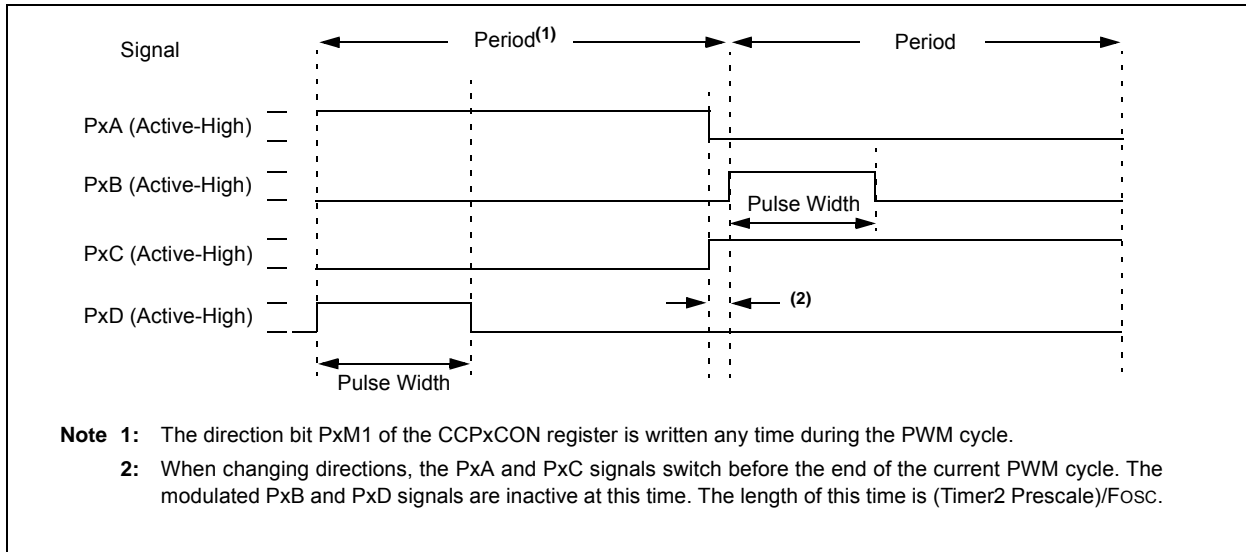 Signal
Period(1)
Period
PxA (Active-High)
PxB (Active-High)
Pulse Width
PxC (Active-High)
(2)
PxD (Active-High)
Pulse Width
Note 1: The direction bit PxM1 of the CCPxCON register is written any time during the PWM cycle.
2: When changing directions, the PxA and PxC signals switch before the end of the current PWM cycle. The
modulated PxB and PxD signals are inactive at this time. The length of this time is (Timer2 Prescale)/FOSC.